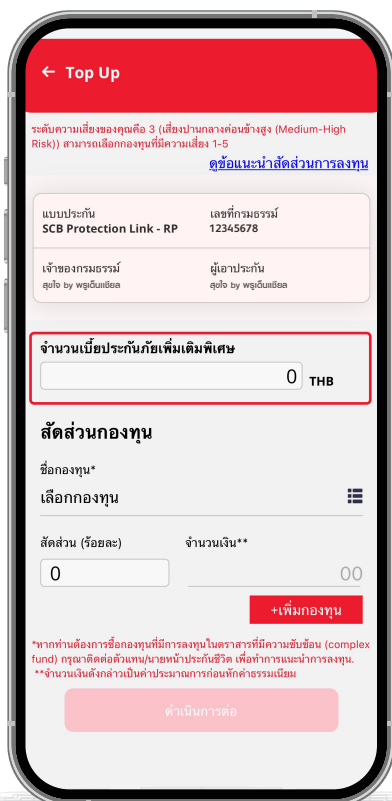 ← Top Up
ระดับความเสี่ยงของคุณคือ 3 (เสี่ยงปานกลางค่อนข้างสูง (Medium-High
Risk)) สามารถเลือกกองทุนที่มีความเสี่ยง 1-5
ดูข้อแนะนำสัดส่วนการลงทุน
แบบประกัน เลขที่กรมธรรม์
SCB Protection Link - RP 12345678
เจ้าของกรมธรรม์ ผู้เอาประกัน
สุขใจ by พรูเด็นเชียล สุขใจ by พรูเด็นเชียล
จำนวนเบี้ยประกันภัยเพิ่มเติมพิเศษ
0 THB
สัดส่วนกองทุน
ชื่อกองทุน*
เลือกกองทุน
สัดส่วน (ร้อยละ) จำนวนเงิน**
0 00
+เพิ่มกองทุน
*หากท่านต้องการซื้อกองทุนที่มีการลงทุนในตราสารที่มีความซับซ้อน (complex
fund) กรุณาติดต่อตัวแทน/นายหน้าประกันชีวิต เพื่อทำการแนะนำการลงทุน.
**จำนวนเงินดังกล่าวเป็นค่าประมาณการก่อนหักค่าธรรมเนียม
ดำเนินการต่อ